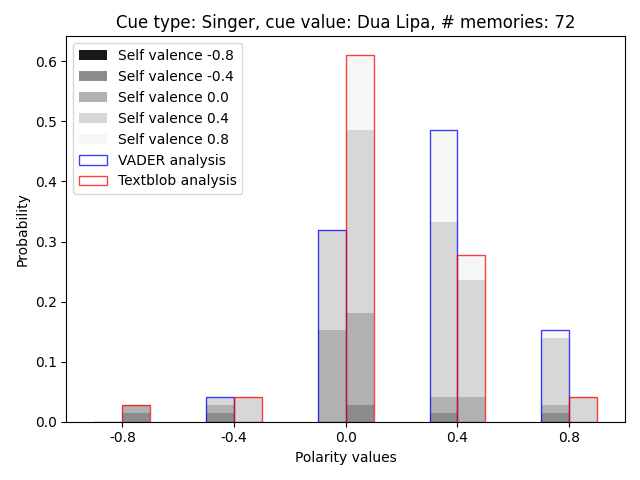 Cue type: Singer, cue value: Dua Lipa, # memories: 72
Self valence -0.8
Self valence -0.4
Self valence 0.0
Self valence 0.4
Self valence 0.8
VADER analysis
Textblob analysis
Probability
0.6
0.5
0.4
0.3
0.2
0.1
0.0
-0.8 -0.4 0.0 0.4 0.8
Polarity values